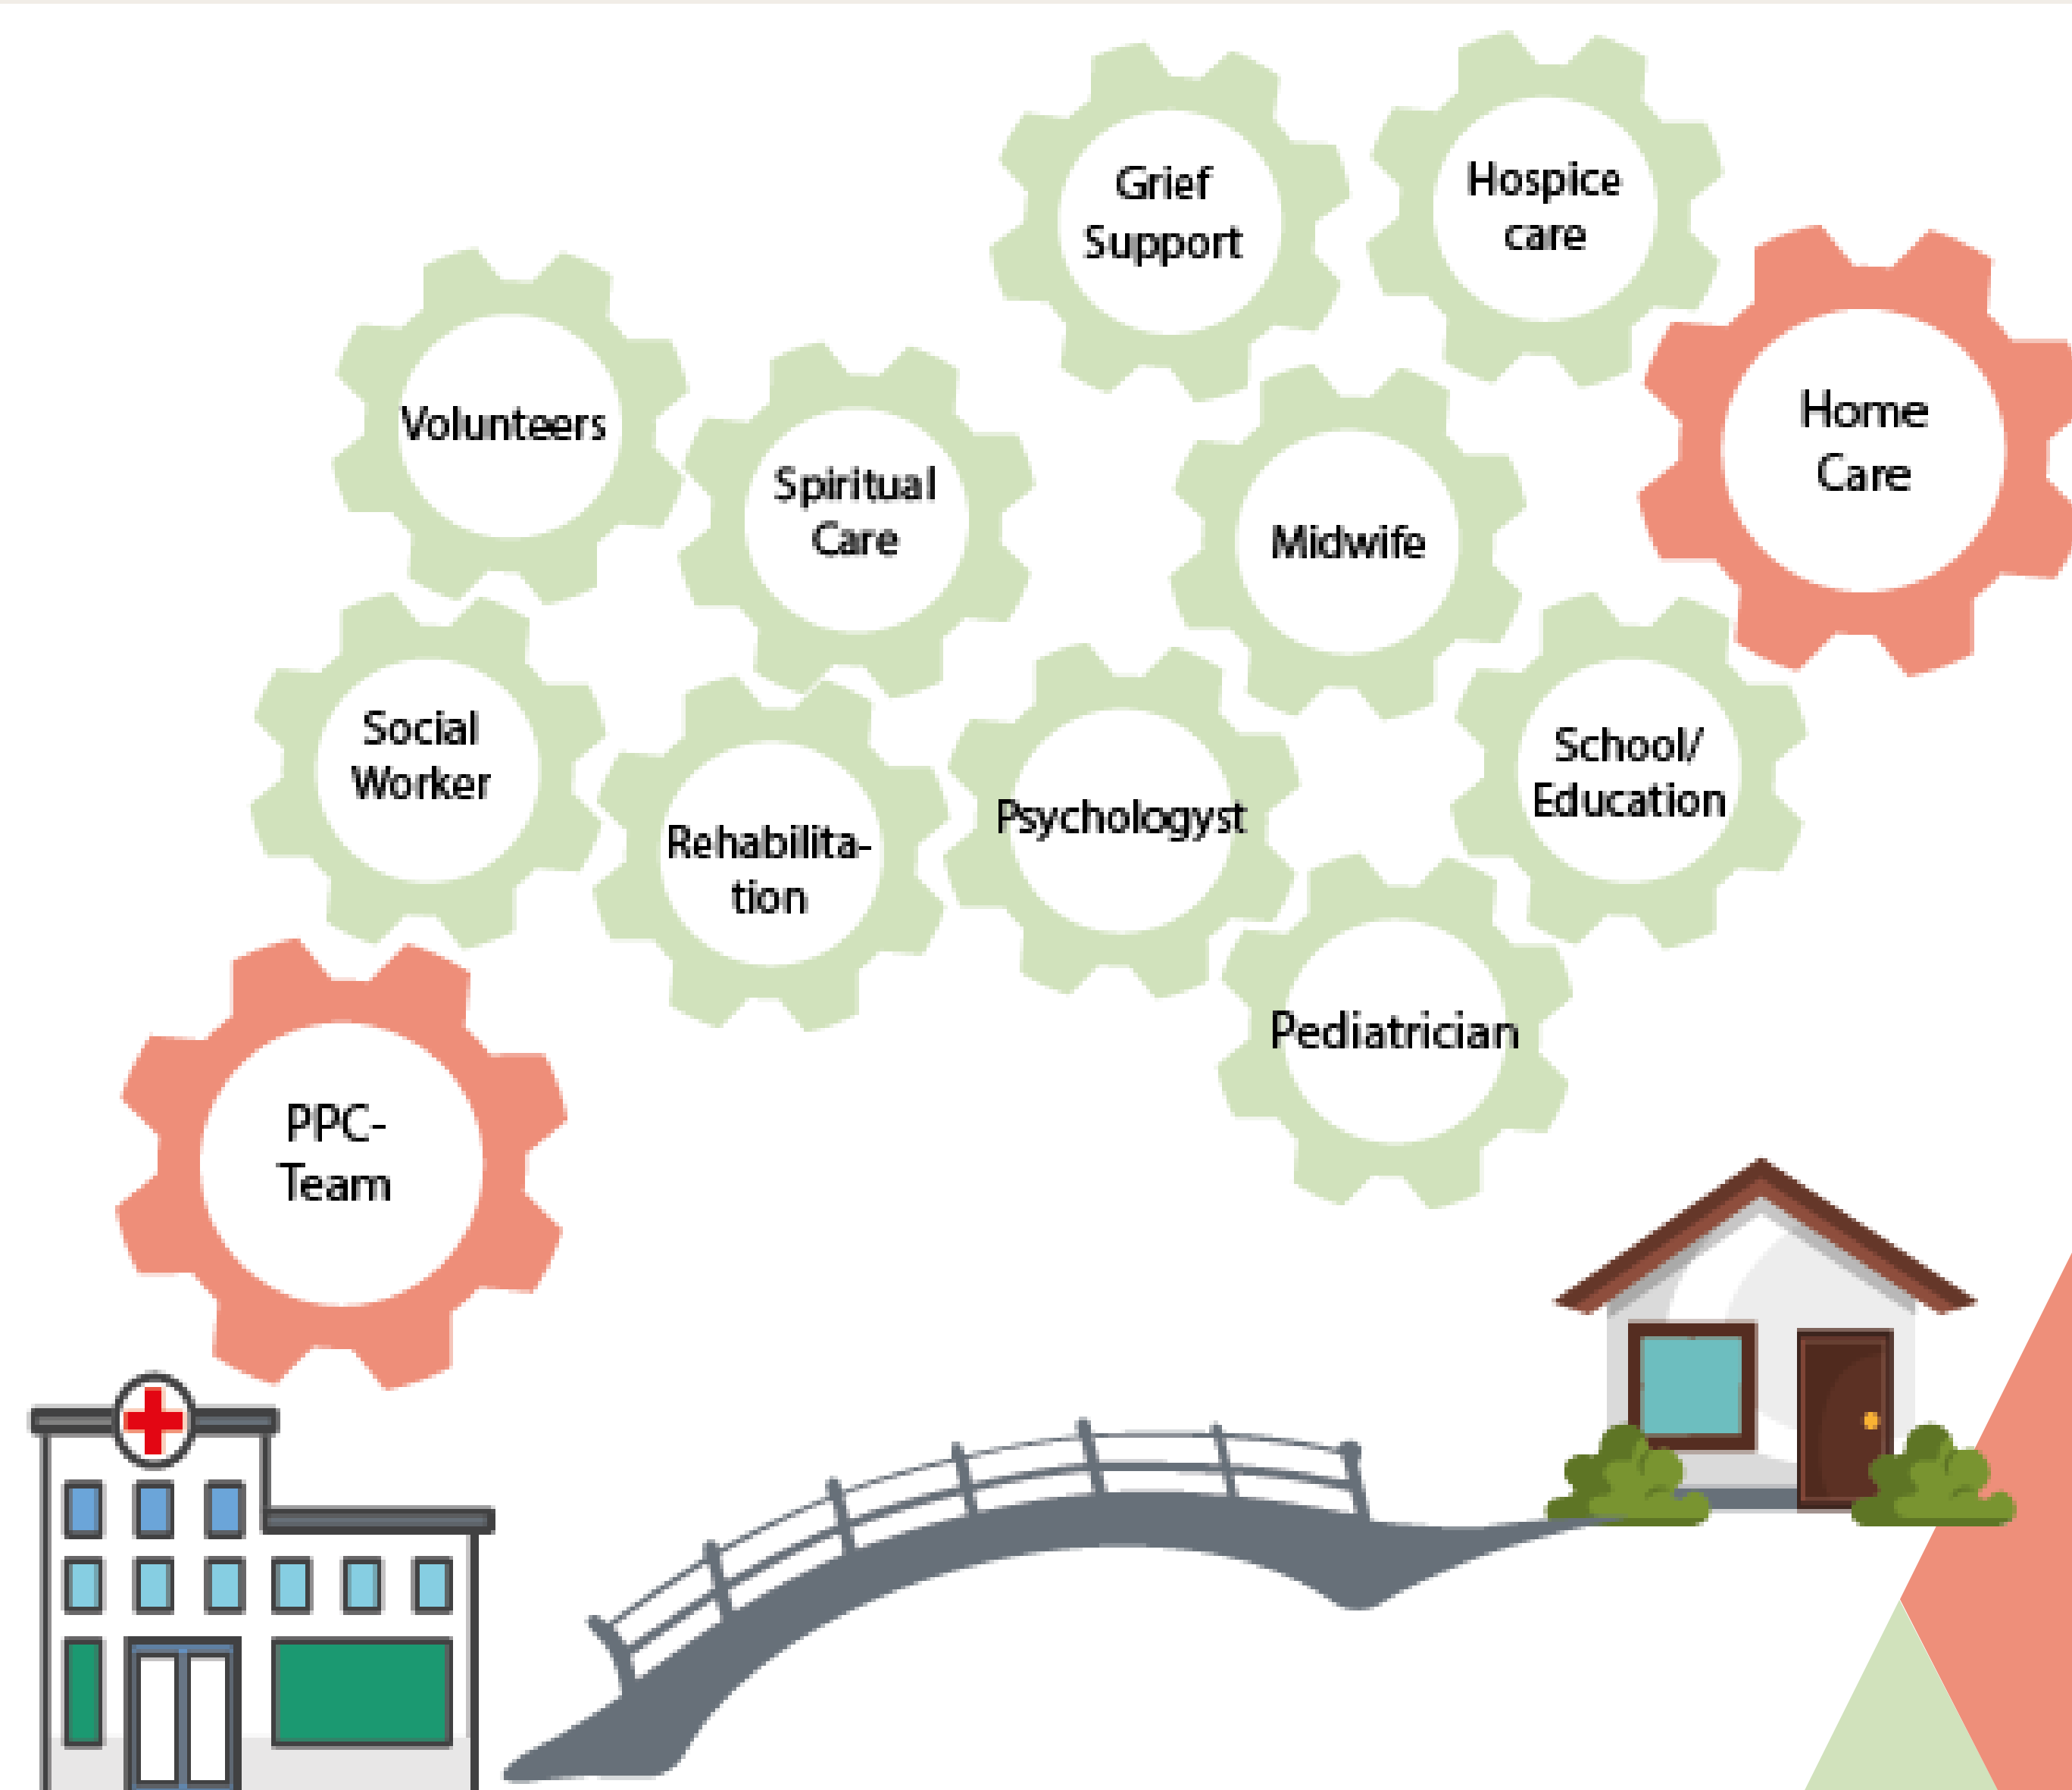 Grief
Support
Hospice
care
Home
Care
Volunteers
Spiritual
Care
Midwife
Social
Worker
Rehabilita-
tion
Psychologyst
School/
Education
Pediatrician
PPC-
Team